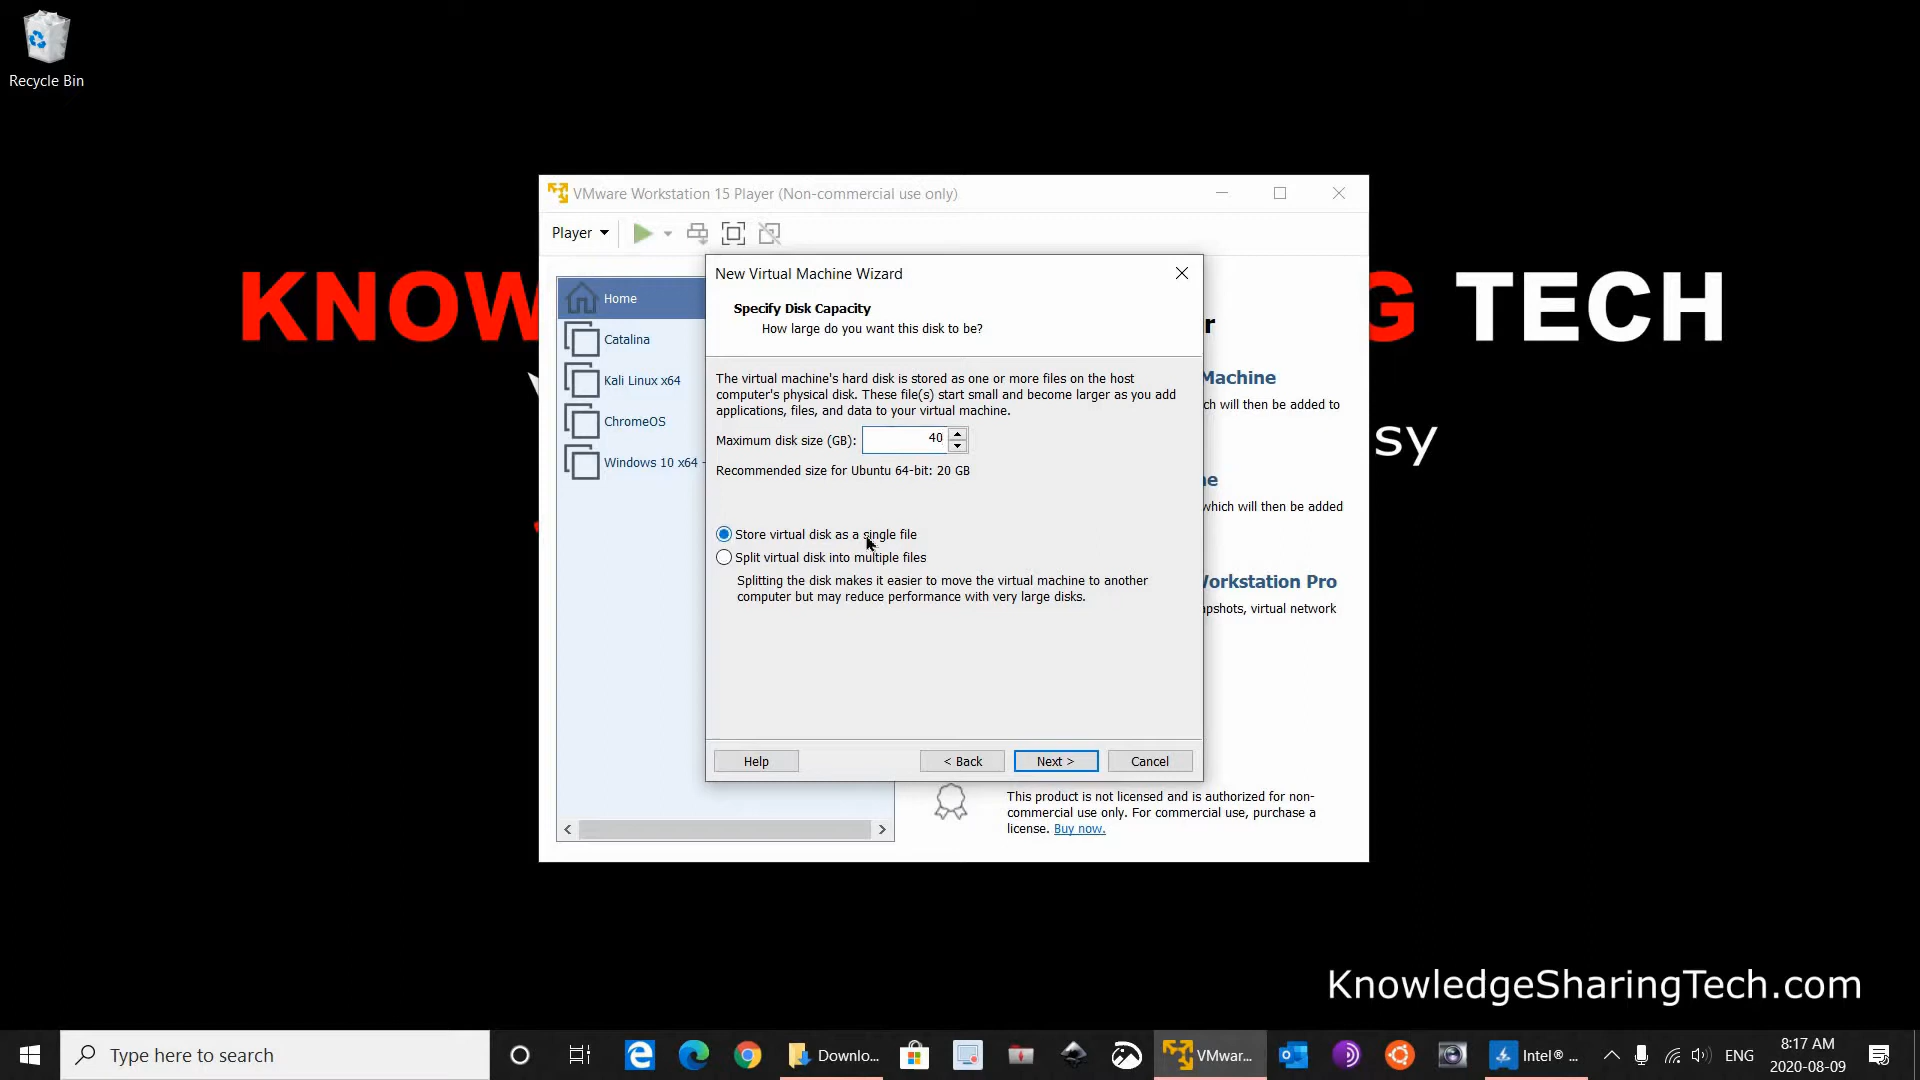 Recycle Bin
VMware Workstation 15 Player (Non-commercial use only)
Player
New Virtual Machine Wizard
Specify Disk Capacity
How large do you want this disk to be?
KNOW
G TECH
r
Home
Catalina
Kali Linux x64
ChromeOS
Windows 10 x64 -
Machine
ch will then be added to
sy
ne
which will then be added
Workstation Pro
apshots, virtual network
The virtual machine's hard disk is stored as one or more files on the host
computer's physical disk. These file(s) start small and become larger as you add
applications, files, and data to your virtual machine.
Maximum disk size (GB): 40
Recommended size for Ubuntu 64-bit: 20 GB
Store virtual disk as a single file
Split virtual disk into multiple files
Splitting the disk makes it easier to move the virtual machine to another
computer but may reduce performance with very large disks.
Help
< Back
Next >
Cancel
This product is not licensed and is authorized for non-
commercial use only. For commercial use, purchase a
license. Buy now.
KnowledgeSharingTech.com
Type here to search
Downlo...
VMwar...
Intel® ...
ENG
8:17 AM
2020-08-09